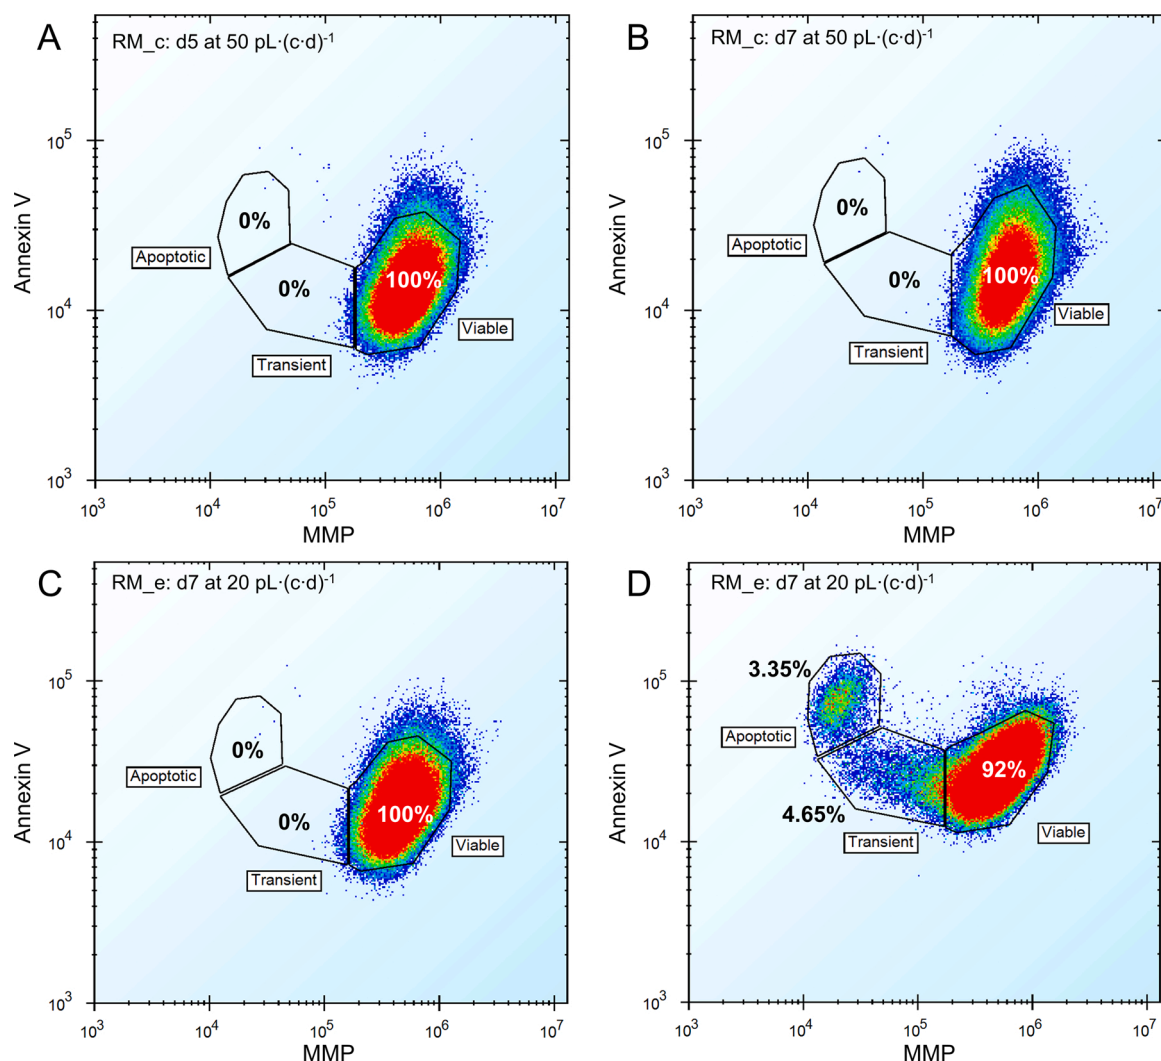 A
RM_c: d5 at 50 pL·(c·d)⁻¹
Annexin V
10⁵
10⁴
10³
0%
Apoptotic
0%
100%
Viable
Transient
10³
10⁴
10⁵
10⁶
10⁷
MMP
B
RM_c: d7 at 50 pL·(c·d)⁻¹
Annexin V
10⁵
10⁴
10³
0%
Apoptotic
0%
100%
Viable
Transient
10³
10⁴
10⁵
10⁶
10⁷
MMP
C
RM_e: d7 at 20 pL·(c·d)⁻¹
Annexin V
10⁵
10⁴
10³
0%
Apoptotic
0%
100%
Viable
Transient
10³
10⁴
10⁵
10⁶
10⁷
MMP
D
RM_e: d7 at 20 pL·(c·d)⁻¹
Annexin V
10⁵
10⁴
10³
3.35%
Apoptotic
92%
4.65%
Transient
Viable
10³
10⁴
10⁵
10⁶
10⁷
MMP